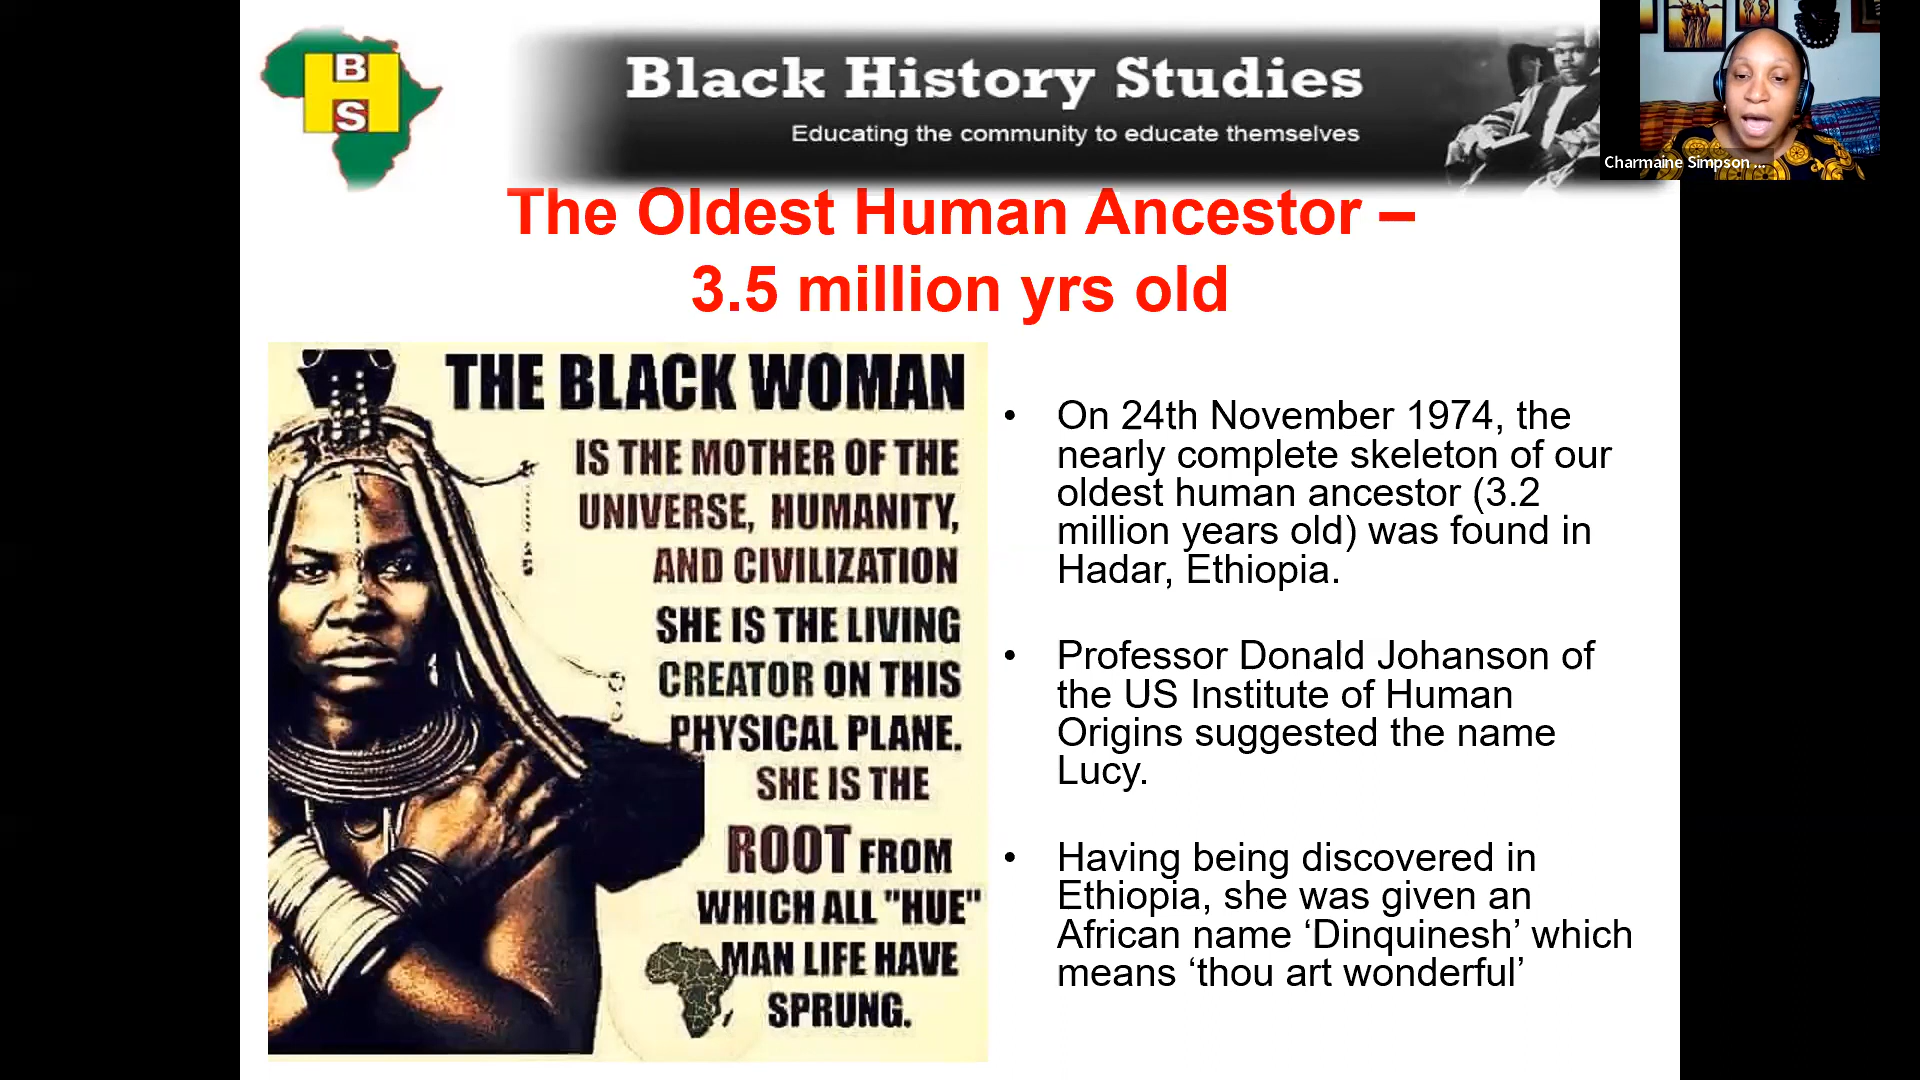 B
H
S
Black History Studies
Educating the community to educate themselves
Charmaine Simpson ...
The Oldest Human Ancestor –
3.5 million yrs old
THE BLACK WOMAN
IS THE MOTHER OF THE
UNIVERSE, HUMANITY,
AND CIVILIZATION
SHE IS THE LIVING
CREATOR ON THIS
PHYSICAL PLANE.
SHE IS THE
ROOT FROM
WHICH ALL "HUE"
MAN LIFE HAVE
SPRUNG.
• On 24th November 1974, the
nearly complete skeleton of our
oldest human ancestor (3.2
million years old) was found in
Hadar, Ethiopia.
• Professor Donald Johanson of
the US Institute of Human
Origins suggested the name
Lucy.
• Having being discovered in
Ethiopia, she was given an
African name ‘Dinquinesh’ which
means ‘thou art wonderful’